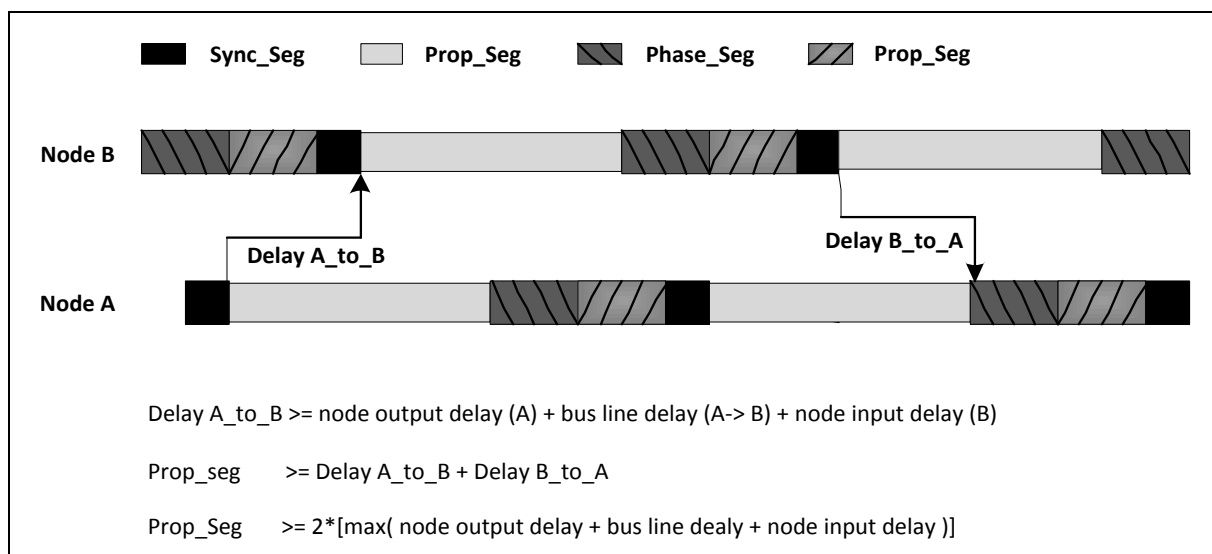 Sync_Seg Prop_Seg Phase_Seg Prop_Seg
Node B
Delay A_to_B
Delay B_to_A
Node A
Delay A_to_B >= node output delay (A) + bus line delay (A-> B) + node input delay (B)
Prop_seg >= Delay A_to_B + Delay B_to_A
Prop_Seg >= 2*[max( node output delay + bus line dealy + node input delay )]